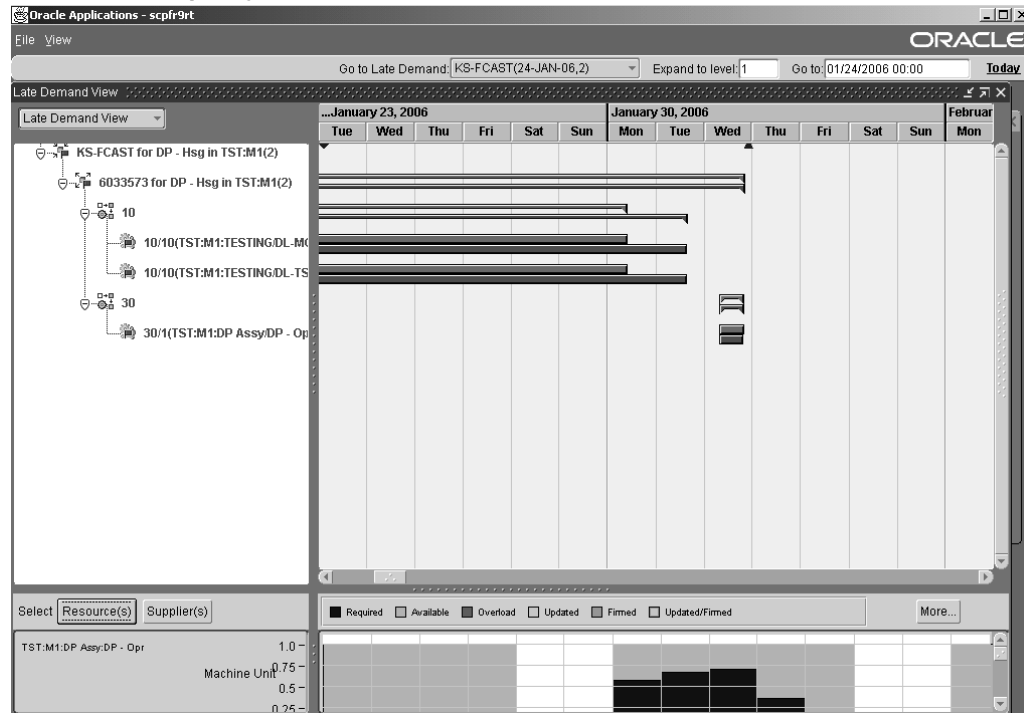 Oracle Applications - scpfr9rt
File View
ORACLE
Go to Late Demand: KS-FCAST(24-JAN-06,2) Expand to level: 1 Go to: 01/24/2006 00:00 Today
Late Demand View
Late Demand View
...January 23, 2006 January 30, 2006 Februar
Tue Wed Thu Fri Sat Sun Mon Tue Wed Thu Fri Sat Sun Mon
KS-FCAST for DP - Hsg in TST:M1(2)
6033573 for DP - Hsg in TST:M1(2)
10
10/10(TST:M1:TESTING/DL-MC
10/10(TST:M1:TESTING/DL-TS
30
30/1(TST:M1:DP Assy/DP - Op
Select Resource(s) Supplier(s)
Required Available Overload Updated Firmed Updated/Firmed More...
TST:M1:DP Assy:DP - Opr
Machine Unit
1.0
0.75
0.5
0.25